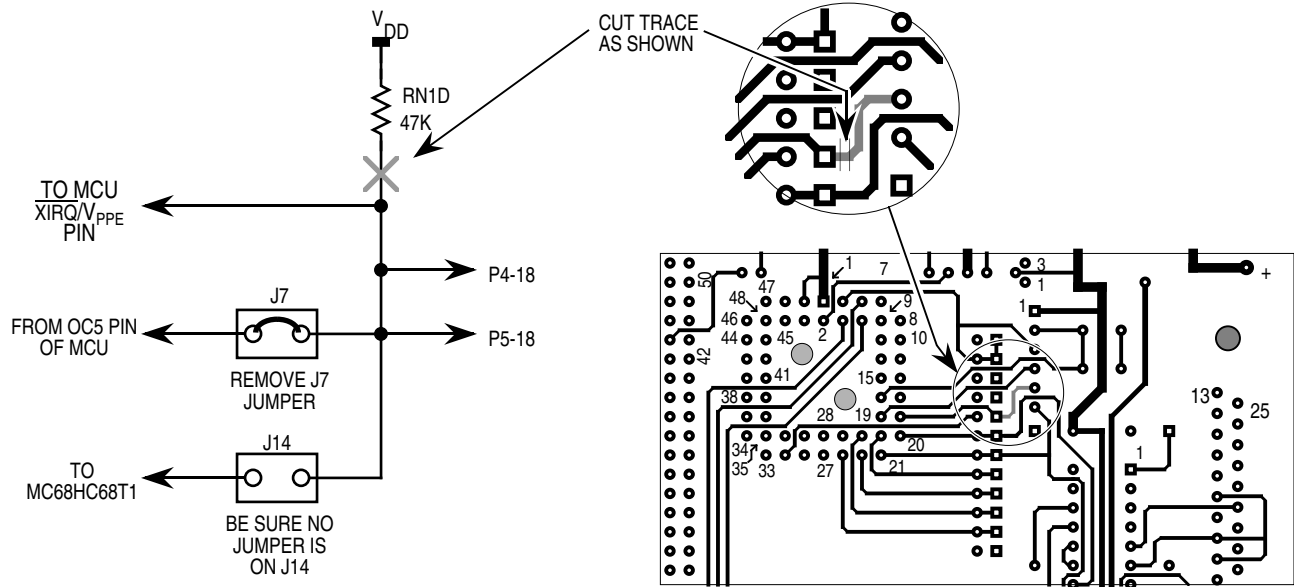 V
DD
RN1D
47K
CUT TRACE
AS SHOWN
TO MCU
XIRQ/VPPE
PIN
P4-18
J7
FROM OC5 PIN
OF MCU
P5-18
REMOVE J7
JUMPER
J14
TO
MC68HC68T1
BE SURE NO
JUMPER IS
ON J14
50
47
1
7
3
1
+
48
9
1
46
45
2
8
44
10
42
41
15
38
13
25
28
19
34
20
1
35
33
27
21